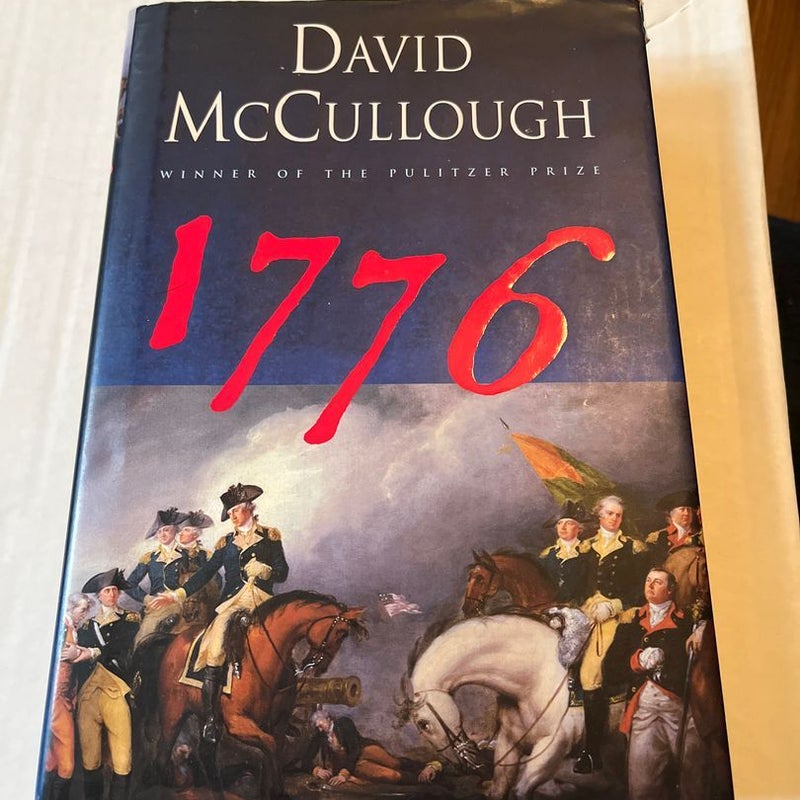 DAVID
MCCULLOUGH
WINNER OF THE PULITZER PRIZE
1776